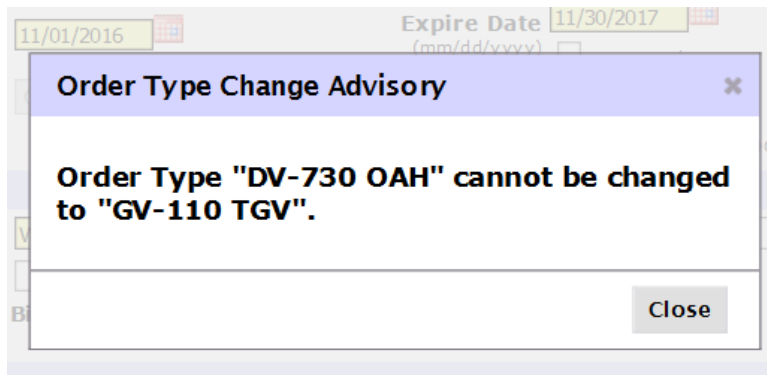 11/01/2016
Expire Date 11/30/2017
(mm/dd/yyyy)
Order Type Change Advisory
Order Type "DV-730 OAH" cannot be changed
to "GV-110 TGV".
Close